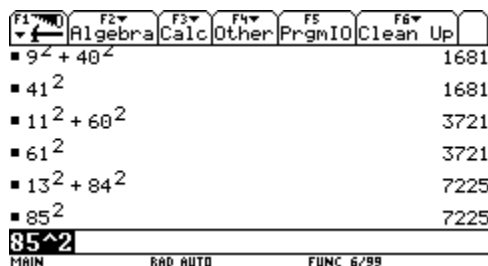 F1 F2 Algebra F3 Calc F4 Other F5 PrgmIO F6 Clean Up
▪ 9² + 40² 1681
▪ 41² 1681
▪ 11² + 60² 3721
▪ 61² 3721
▪ 13² + 84² 7225
▪ 85² 7225
85^2
MAIN RAD AUTO FUNC 6/99